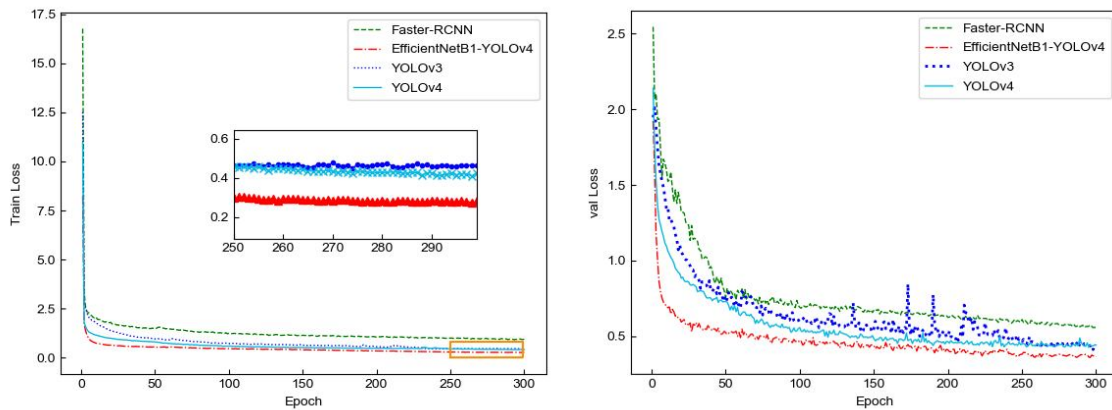 17.5
15.0
12.5
10.0
7.5
5.0
2.5
0.0
Train Loss
Faster-RCNN
EfficientNetB1-YOLOv4
YOLOv3
YOLOv4
0.6
0.4
0.2
250 260 270 280 290
0 50 100 150 200 250 300
Epoch
2.5
2.0
1.5
1.0
0.5
val Loss
Faster-RCNN
EfficientNetB1-YOLOv4
YOLOv3
YOLOv4
0 50 100 150 200 250 300
Epoch